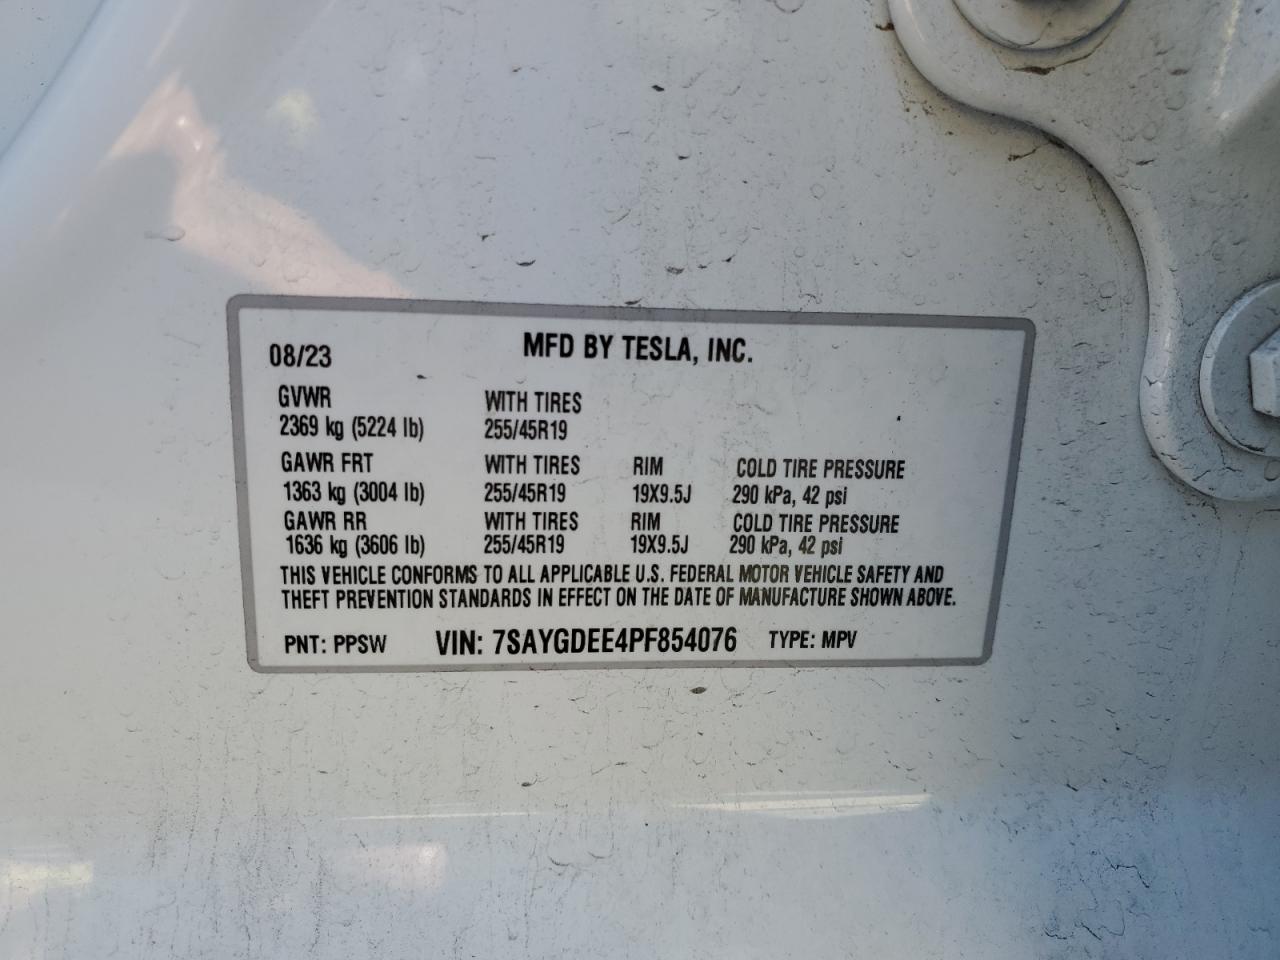 08/23 MFD BY TESLA, INC.
GVWR WITH TIRES
2369 kg (5224 lb) 255/45R19
GAWR FRT WITH TIRES RIM COLD TIRE PRESSURE
1363 kg (3004 lb) 255/45R19 19X9.5J 290 kPa, 42 psi
GAWR RR WITH TIRES RIM COLD TIRE PRESSURE
1636 kg (3606 lb) 255/45R19 19X9.5J 290 kPa, 42 psi
THIS VEHICLE CONFORMS TO ALL APPLICABLE U.S. FEDERAL MOTOR VEHICLE SAFETY AND
THEFT PREVENTION STANDARDS IN EFFECT ON THE DATE OF MANUFACTURE SHOWN ABOVE.
PNT: PPSW VIN: 7SAYGDEE4PF854076 TYPE: MPV